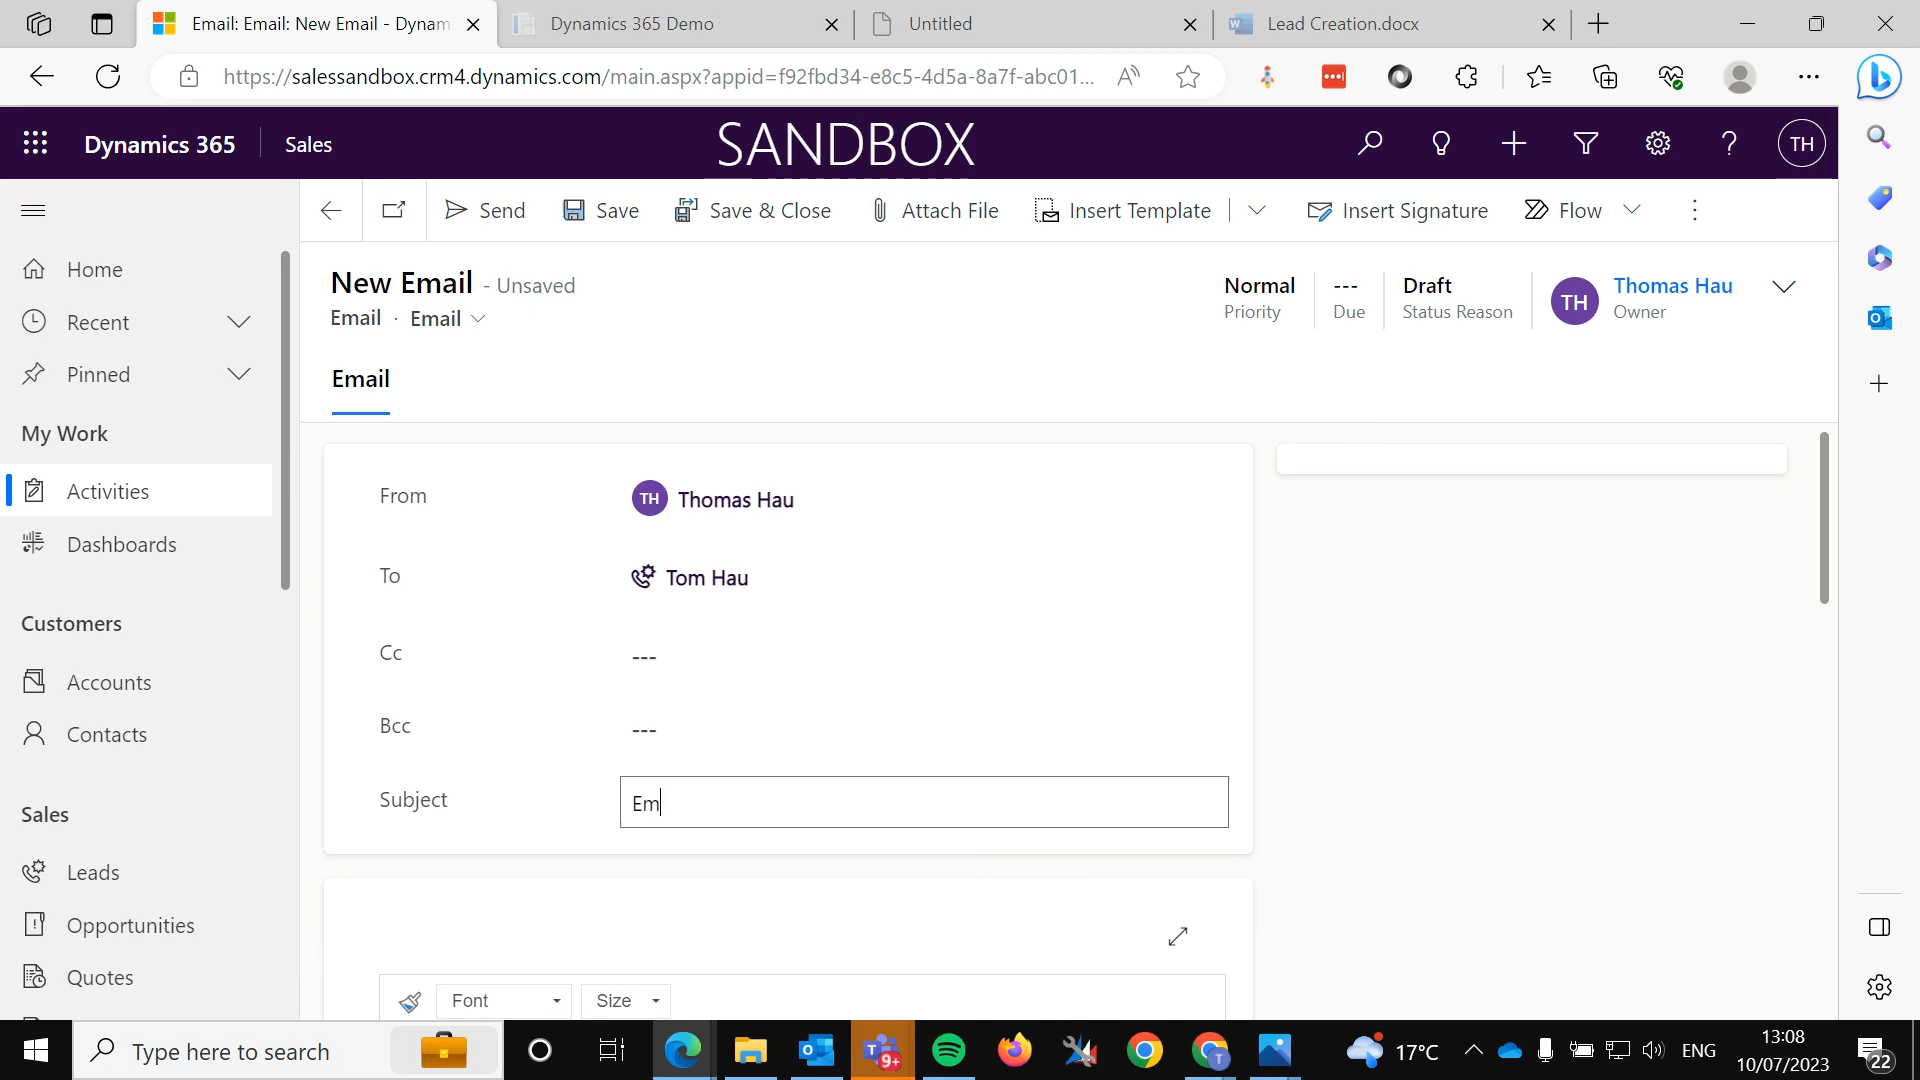 Email: Email: New Email - Dynam
Dynamics 365 Demo
Untitled
Lead Creation.docx
https://salessandbox.crm4.dynamics.com/main.aspx?appid=f92fbd34-e8c5-4d5a-8a7f-abc01...
Dynamics 365
Sales
SANDBOX
TH
Send
Save
Save & Close
Attach File
Insert Template
Insert Signature
Flow
Home
Recent
Pinned
My Work
Activities
Dashboards
Customers
Accounts
Contacts
Sales
Leads
Opportunities
Quotes
New Email - Unsaved
Email · Email
Normal
Priority
---
Due
Draft
Status Reason
TH
Thomas Hau
Owner
Email
From
TH Thomas Hau
To
Tom Hau
Cc
---
Bcc
---
Subject
Em
Font
Size
Type here to search
9+
T
17°C
ENG
13:08
10/07/2023
22